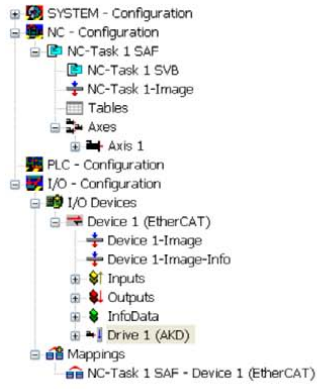 SYSTEM - Configuration
NC - Configuration
NC-Task 1 SAF
NC-Task 1 SVB
NC-Task 1-Image
Tables
Axes
Axis 1
PLC - Configuration
I/O - Configuration
I/O Devices
Device 1 (EtherCAT)
Device 1-Image
Device 1-Image-Info
Inputs
Outputs
InfoData
Drive 1 (AKD)
Mappings
NC-Task 1 SAF - Device 1 (EtherCAT)